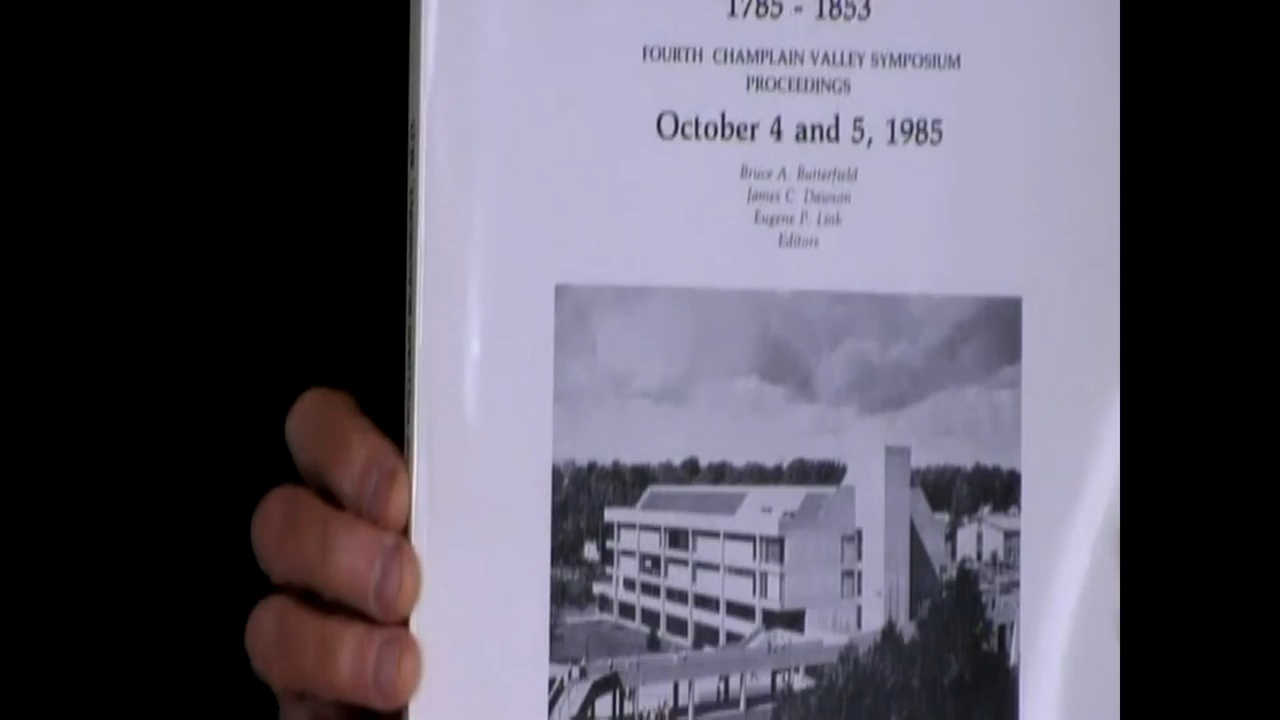 1785 - 1853
FOURTH CHAMPLAIN VALLEY SYMPOSIUM
PROCEEDINGS
October 4 and 5, 1985
Bruce A. Butterfield
James C. Dawson
Eugene P. Link
Editors